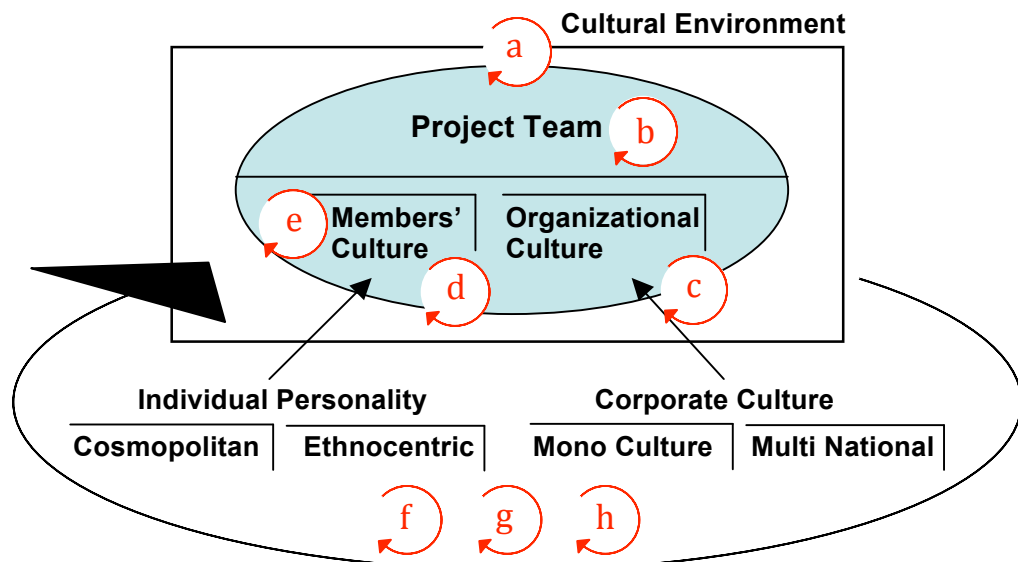 Cultural Environment
a
Project Team
b
e
Members'
Culture
Organizational
Culture
d
c
Individual Personality
Corporate Culture
Cosmopolitan
Ethnocentric
Mono Culture
Multi National
f
g
h